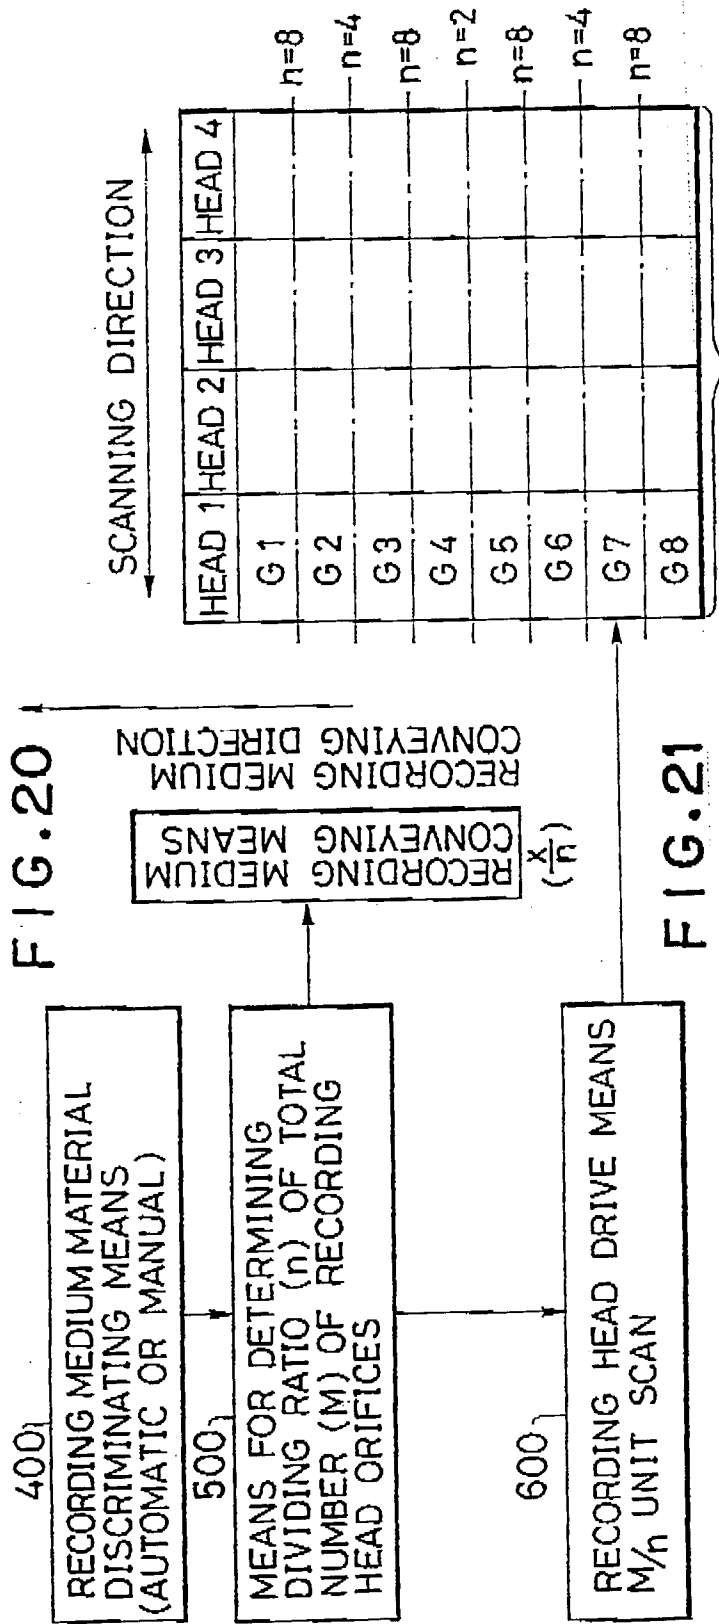 FIG.20
400
RECORDING MEDIUM MATERIAL
DISCRIMINATING MEANS
(AUTOMATIC OR MANUAL)
500
MEANS FOR DETERMINING
DIVIDING RATIO (n) OF TOTAL
NUMBER (M) OF RECORDING
HEAD ORIFICES
600
RECORDING HEAD DRIVE MEANS
M/n UNIT SCAN
RECORDING MEDIUM
CONVEYING MEANS
(x/n)
RECORDING MEDIUM
CONVEYING DIRECTION
FIG.21
SCANNING DIRECTION
HEAD 1 HEAD 2 HEAD 3 HEAD 4
G1
n=8
G2
n=4
G3
n=8
G4
n=2
G5
n=8
G6
n=4
G7
n=8
G8